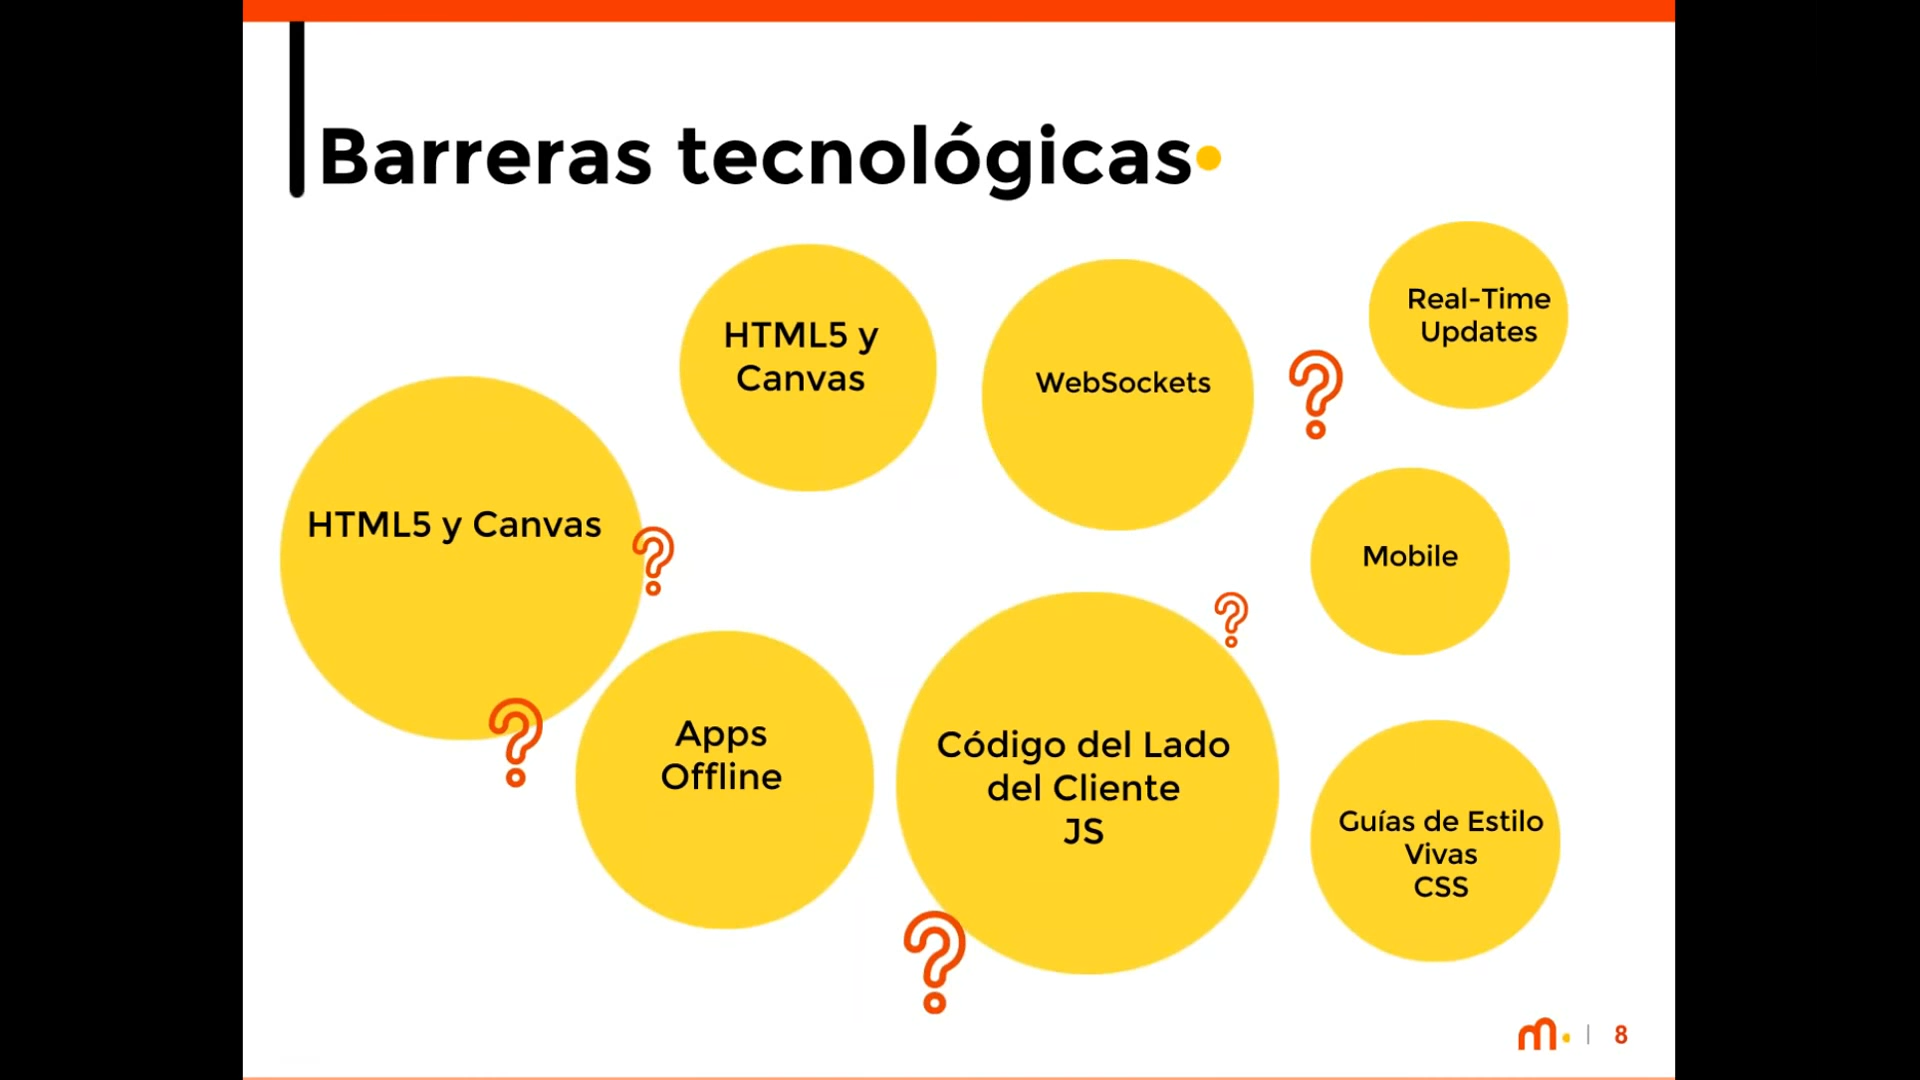 Barreras tecnológicas
HTML5 y
Canvas
WebSockets
Real-Time
Updates
HTML5 y Canvas
Mobile
Apps
Offline
Código del Lado
del Cliente
JS
Guías de Estilo
Vivas
CSS
8